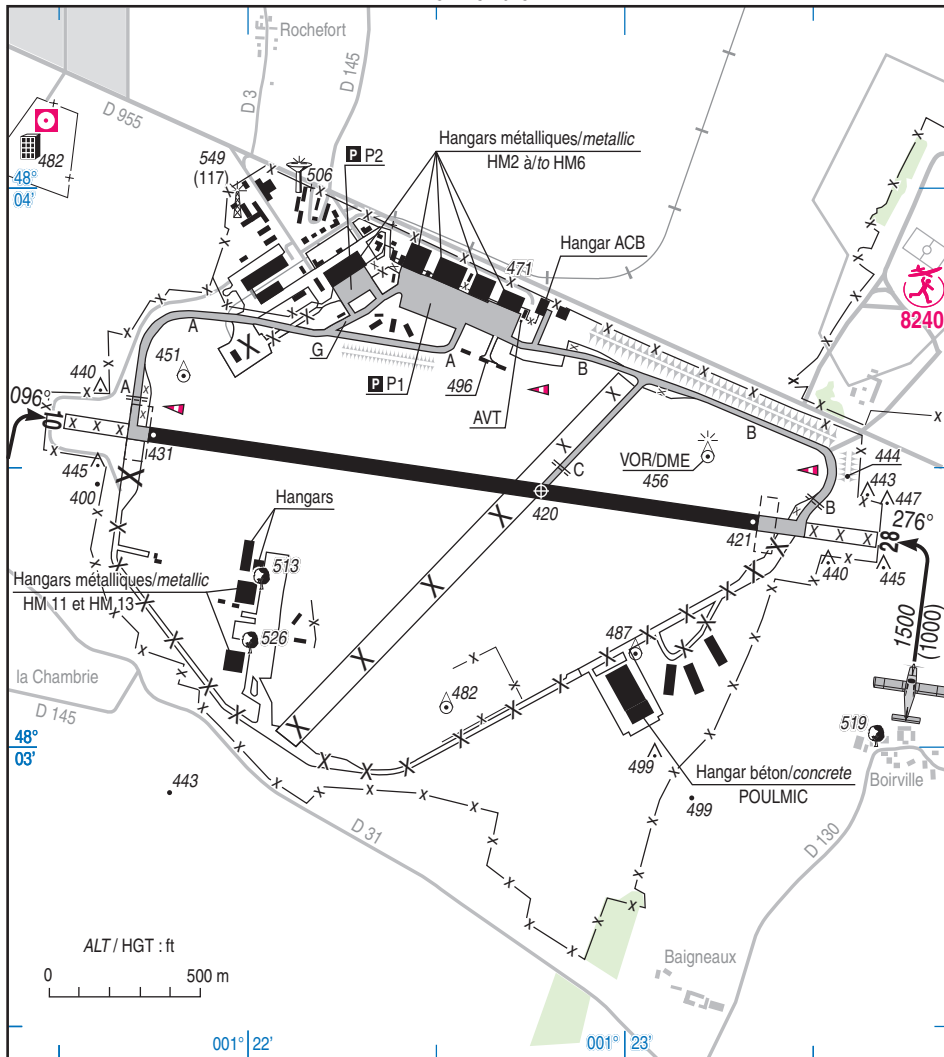 Rochefort
D 3
D 145
D 955
482
48°
04'
549
(117)
506
P P2
Hangars métalliques/metallic
HM2 à/to HM6
Hangar ACB
471
8240
A
G
451
A
P P1
496
AVT
B
B
440
A
096°
10
431
445
400
C
VOR/DME
456
444
443
447
276°
28
B
420
421
440
445
Hangars
513
Hangars métalliques/metallic
HM 11 et HM 13
526
487
1500
(1000)
la Chambrie
D 145
482
519
48°
03'
499
Hangar béton/concrete
POULMIC
Boirville
443
499
D 31
D 130
ALT / HGT : ft
0 500 m
Baigneaux
001° 22'
001° 23'